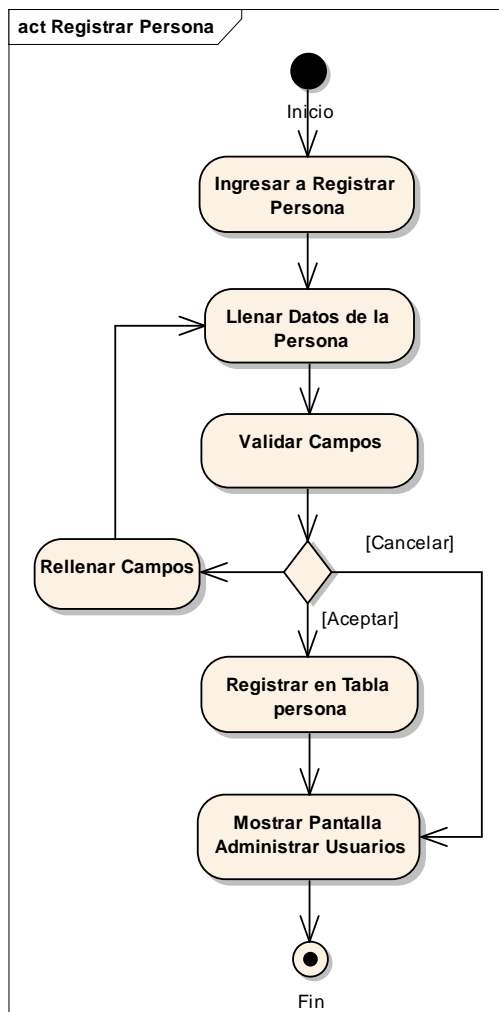 act Registrar Persona
Inicio
Ingresar a Registrar
Persona
Llenar Datos de la
Persona
Validar Campos
[Cancelar]
Rellenar Campos
[Aceptar]
Registrar en Tabla
persona
Mostrar Pantalla
Administrar Usuarios
Fin